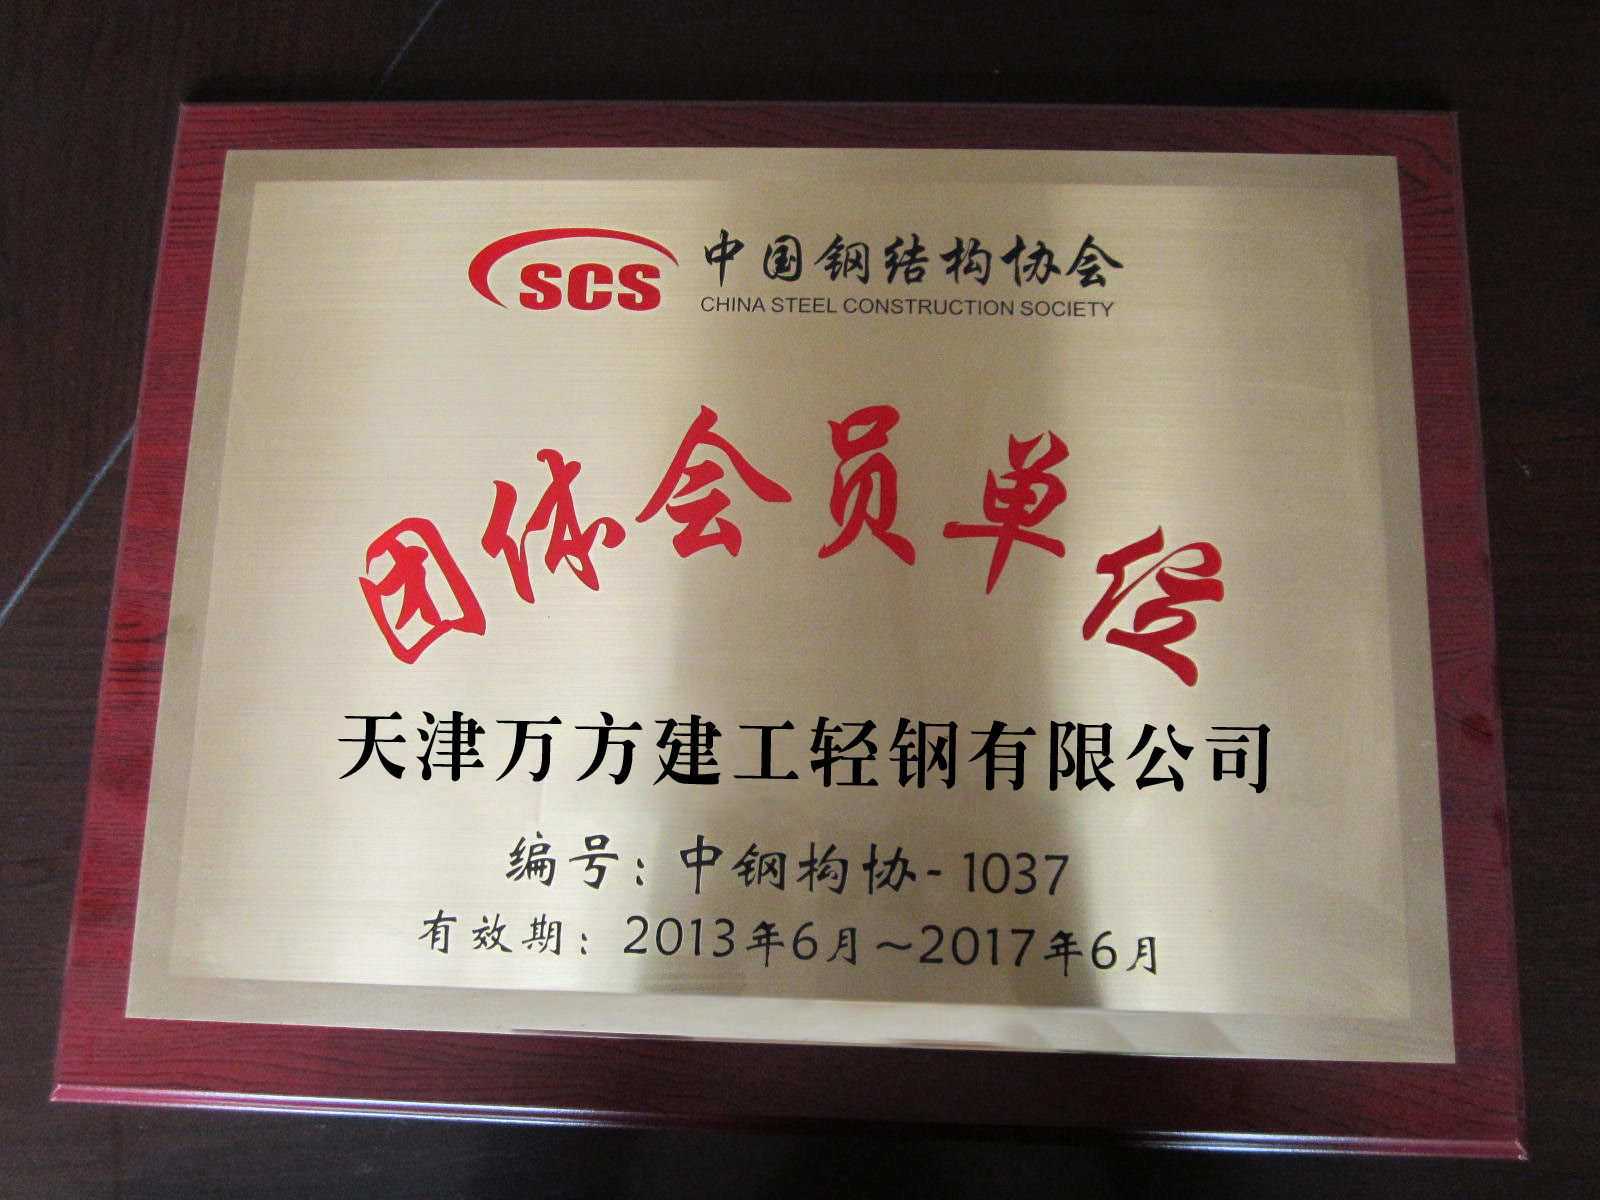 SCS 中国钢结构协会
CHINA STEEL CONSTRUCTION SOCIETY
团体会员单位
天津万方建工轻钢有限公司
编号：中钢构协-1037
有效期：2013年6月～2017年6月